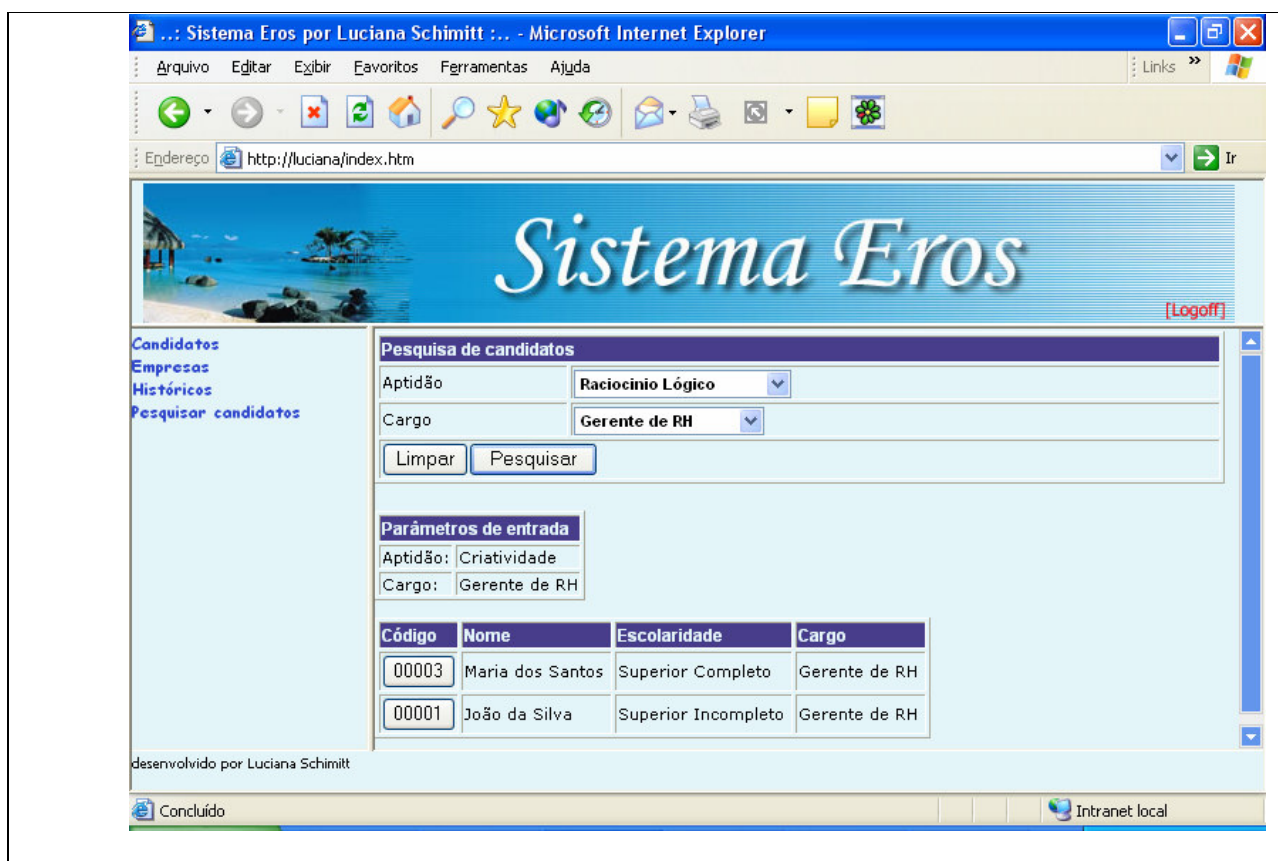 ..: Sistema Eros por Luciana Schimitt :.. - Microsoft Internet Explorer
Arquivo Editar Exibir Favoritos Ferramentas Ajuda Links »
Endereço http://luciana/index.htm Ir
Sistema Eros
[Logoff]
Candidatos
Empresas
Históricos
Pesquisar candidatos
Pesquisa de candidatos
Aptidão Raciocinio Lógico
Cargo Gerente de RH
Limpar Pesquisar
Parâmetros de entrada
Aptidão: Criatividade
Cargo: Gerente de RH
Código Nome Escolaridade Cargo
00003 Maria dos Santos Superior Completo Gerente de RH
00001 João da Silva Superior Incompleto Gerente de RH
desenvolvido por Luciana Schimitt
Concluído Intranet local